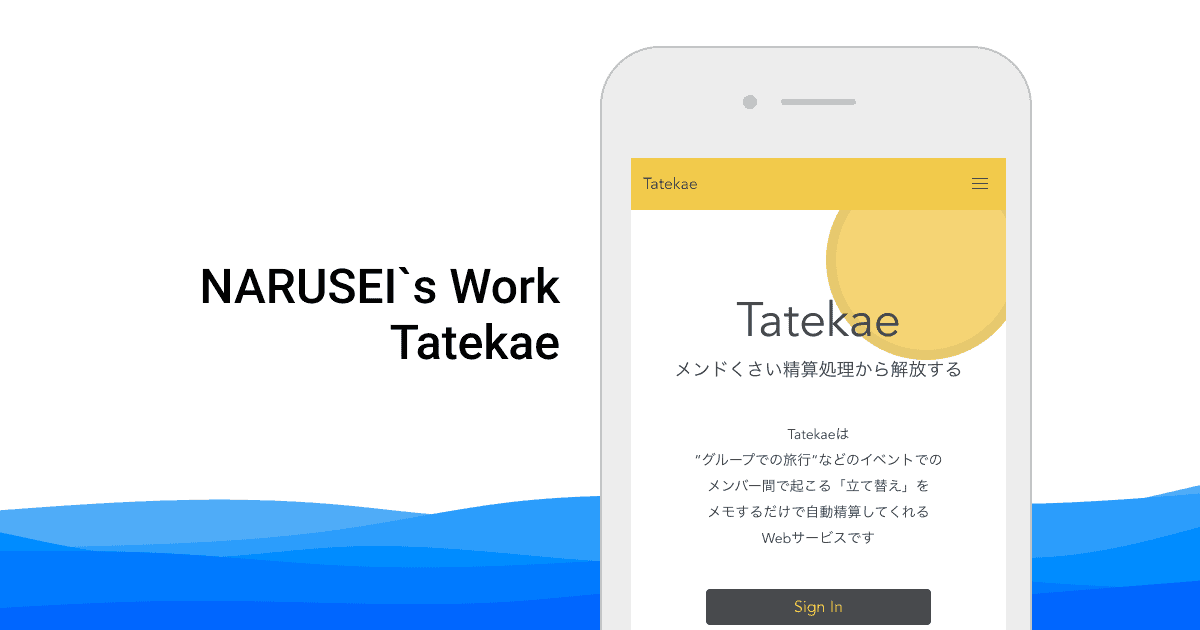 NARUSEI`s Work
Tatekae
Tatekae
Tatekae
メンドくさい精算処理から解放する
Tatekaeは
”グループでの旅行”などのイベントでの
メンバー間で起こる「立て替え」を
メモするだけで自動精算してくれる
Webサービスです
Sign In